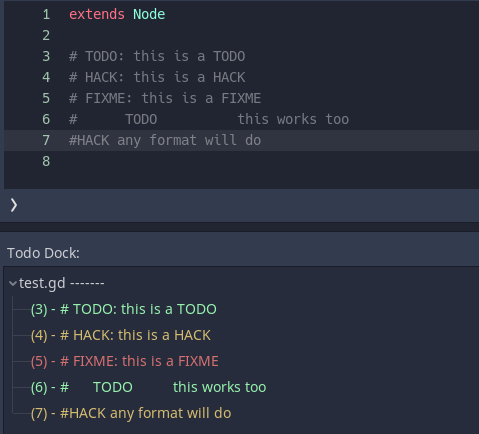 1 extends Node
2
3 # TODO: this is a TODO
4 # HACK: this is a HACK
5 # FIXME: this is a FIXME
6 #      TODO          this works too
7 #HACK any format will do
8
Todo Dock:
test.gd -------
(3) - # TODO: this is a TODO
(4) - # HACK: this is a HACK
(5) - # FIXME: this is a FIXME
(6) - #      TODO          this works too
(7) - #HACK any format will do